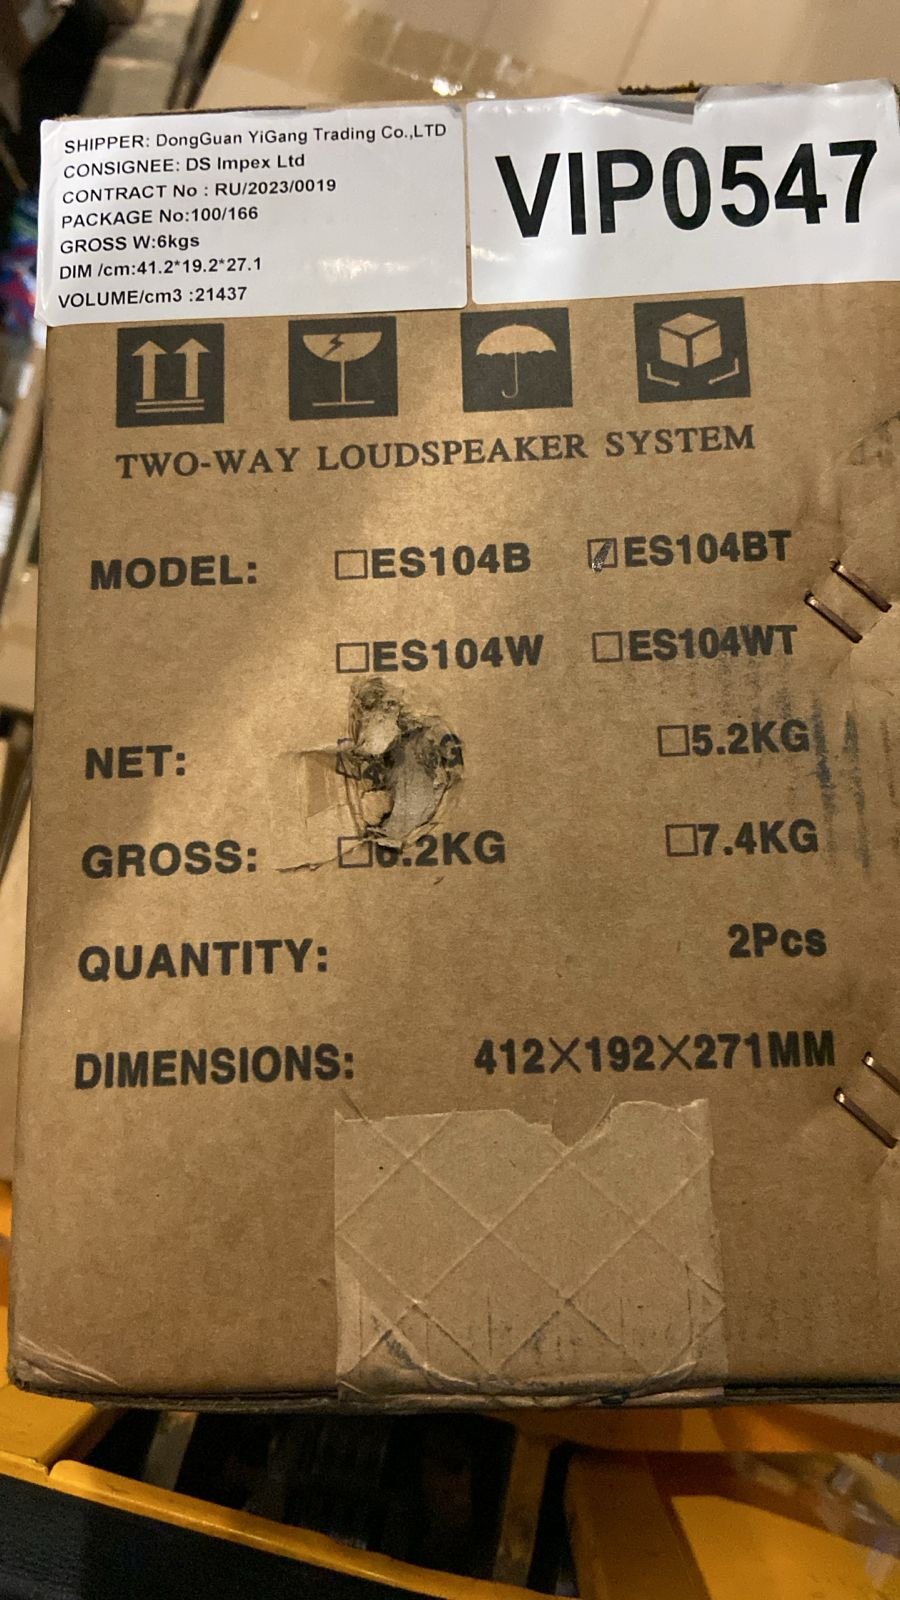 SHIPPER: DongGuan YiGang Trading Co.,LTD
CONSIGNEE: DS Impex Ltd
CONTRACT No : RU/2023/0019
PACKAGE No:100/166
GROSS W:6kgs
DIM /cm:41.2*19.2*27.1
VOLUME/cm3 :21437
VIP0547
TWO-WAY LOUDSPEAKER SYSTEM
MODEL: ☐ES104B ☑ES104BT
☐ES104W ☐ES104WT
NET: ☐5.2KG
GROSS: ☐6.2KG ☐7.4KG
QUANTITY: 2Pcs
DIMENSIONS: 412×192×271MM